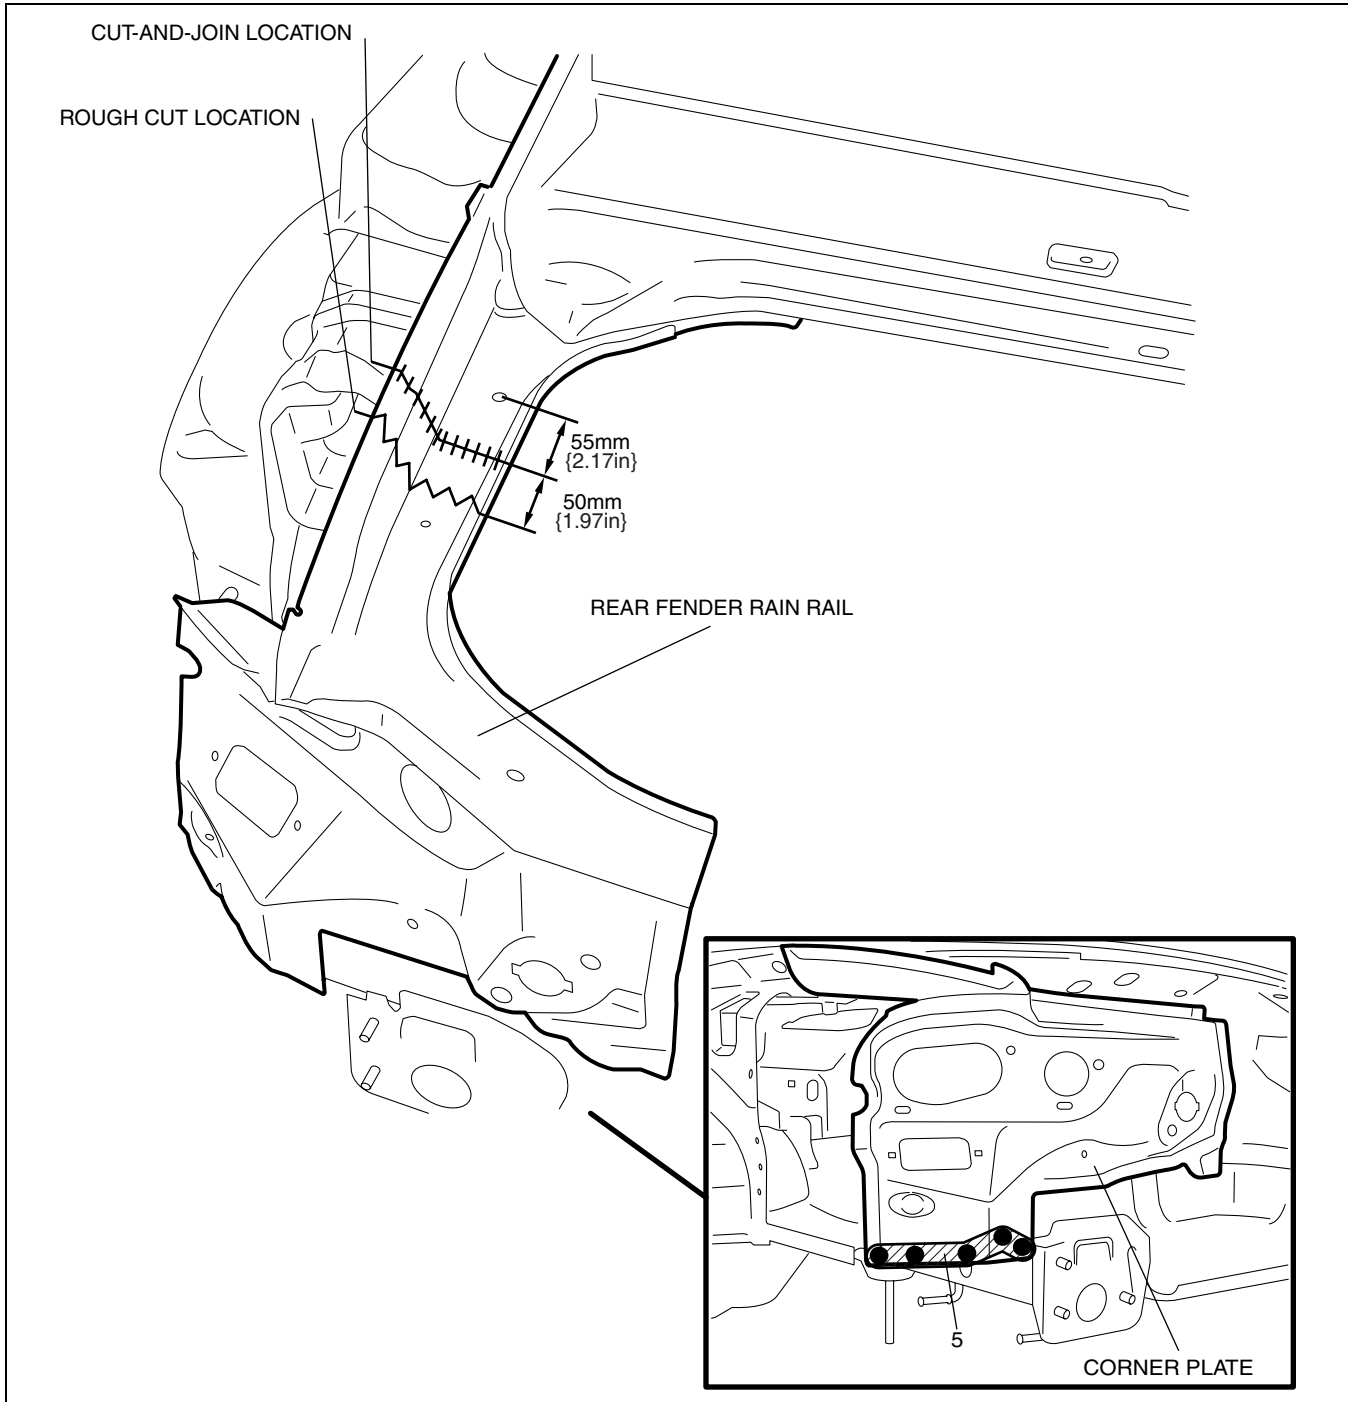 CUT-AND-JOIN LOCATION
ROUGH CUT LOCATION
55mm
{2.17in}
50mm
{1.97in}
REAR FENDER RAIN RAIL
5
CORNER PLATE